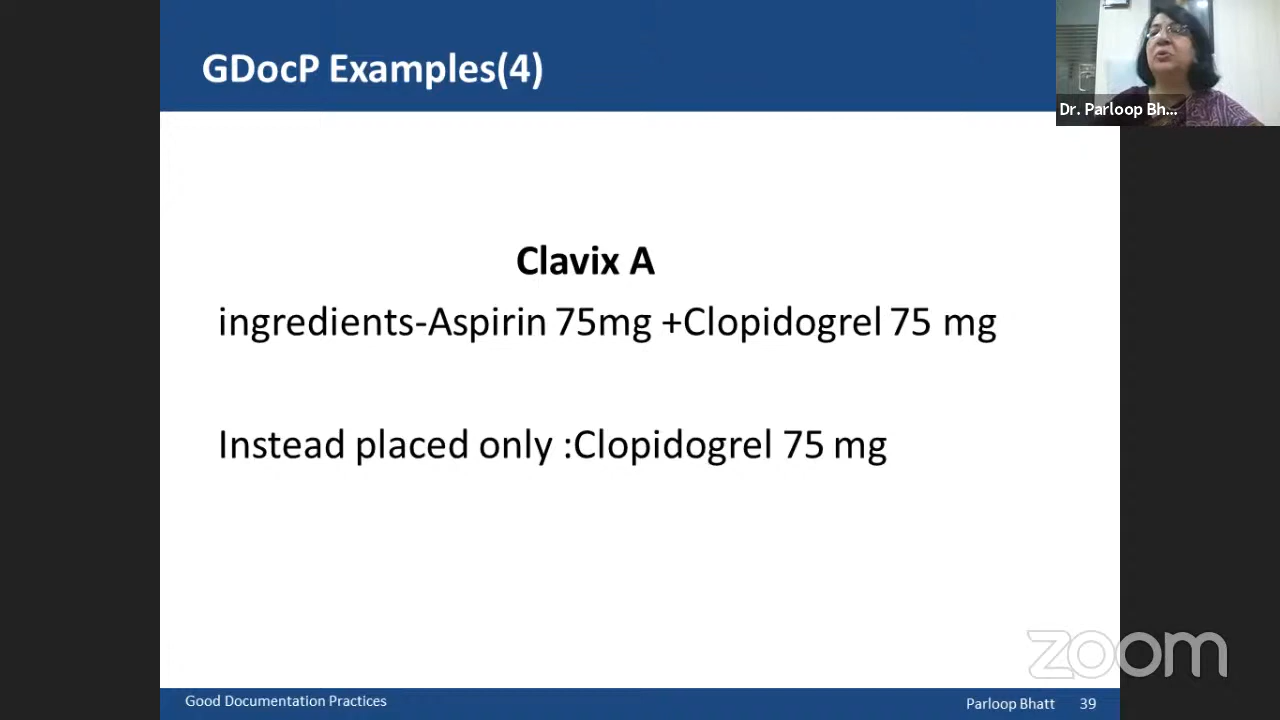 GDocP Examples(4)
Dr. Parloop Bh...
Clavix A
ingredients-Aspirin 75mg +Clopidogrel 75 mg
Instead placed only :Clopidogrel 75 mg
zoom
Good Documentation Practices
Parloop Bhatt 39